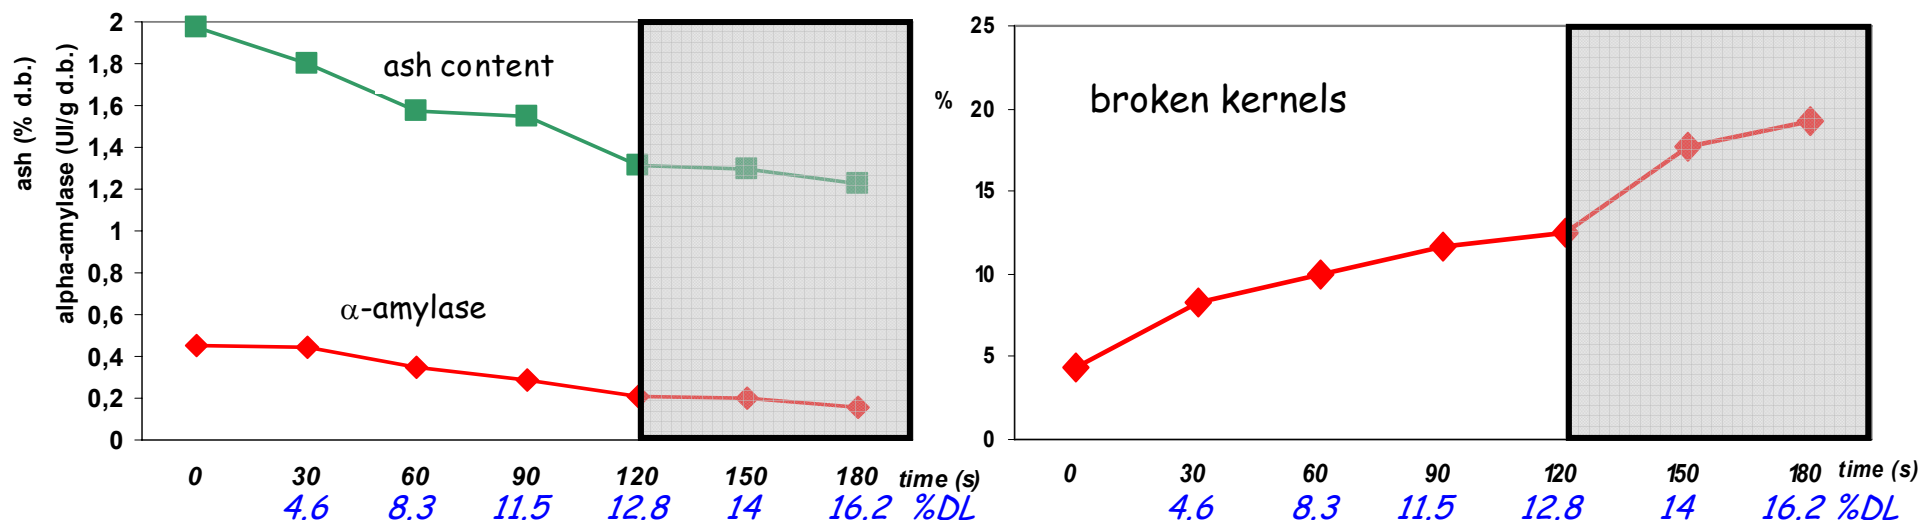 ash (% d.b.)
alpha-amylase (UI/g d.b.)
2
1,8
1,6
1,4
1,2
1
0,8
0,6
0,4
0,2
0
ash content
α-amylase
0 30 60 90 120 150 180 time (s)
4.6 8.3 11.5 12.8 14 16.2 %DL
%
25
20
15
10
5
0
broken kernels
0 30 60 90 120 150 180 time (s)
4.6 8.3 11.5 12.8 14 16.2 %DL